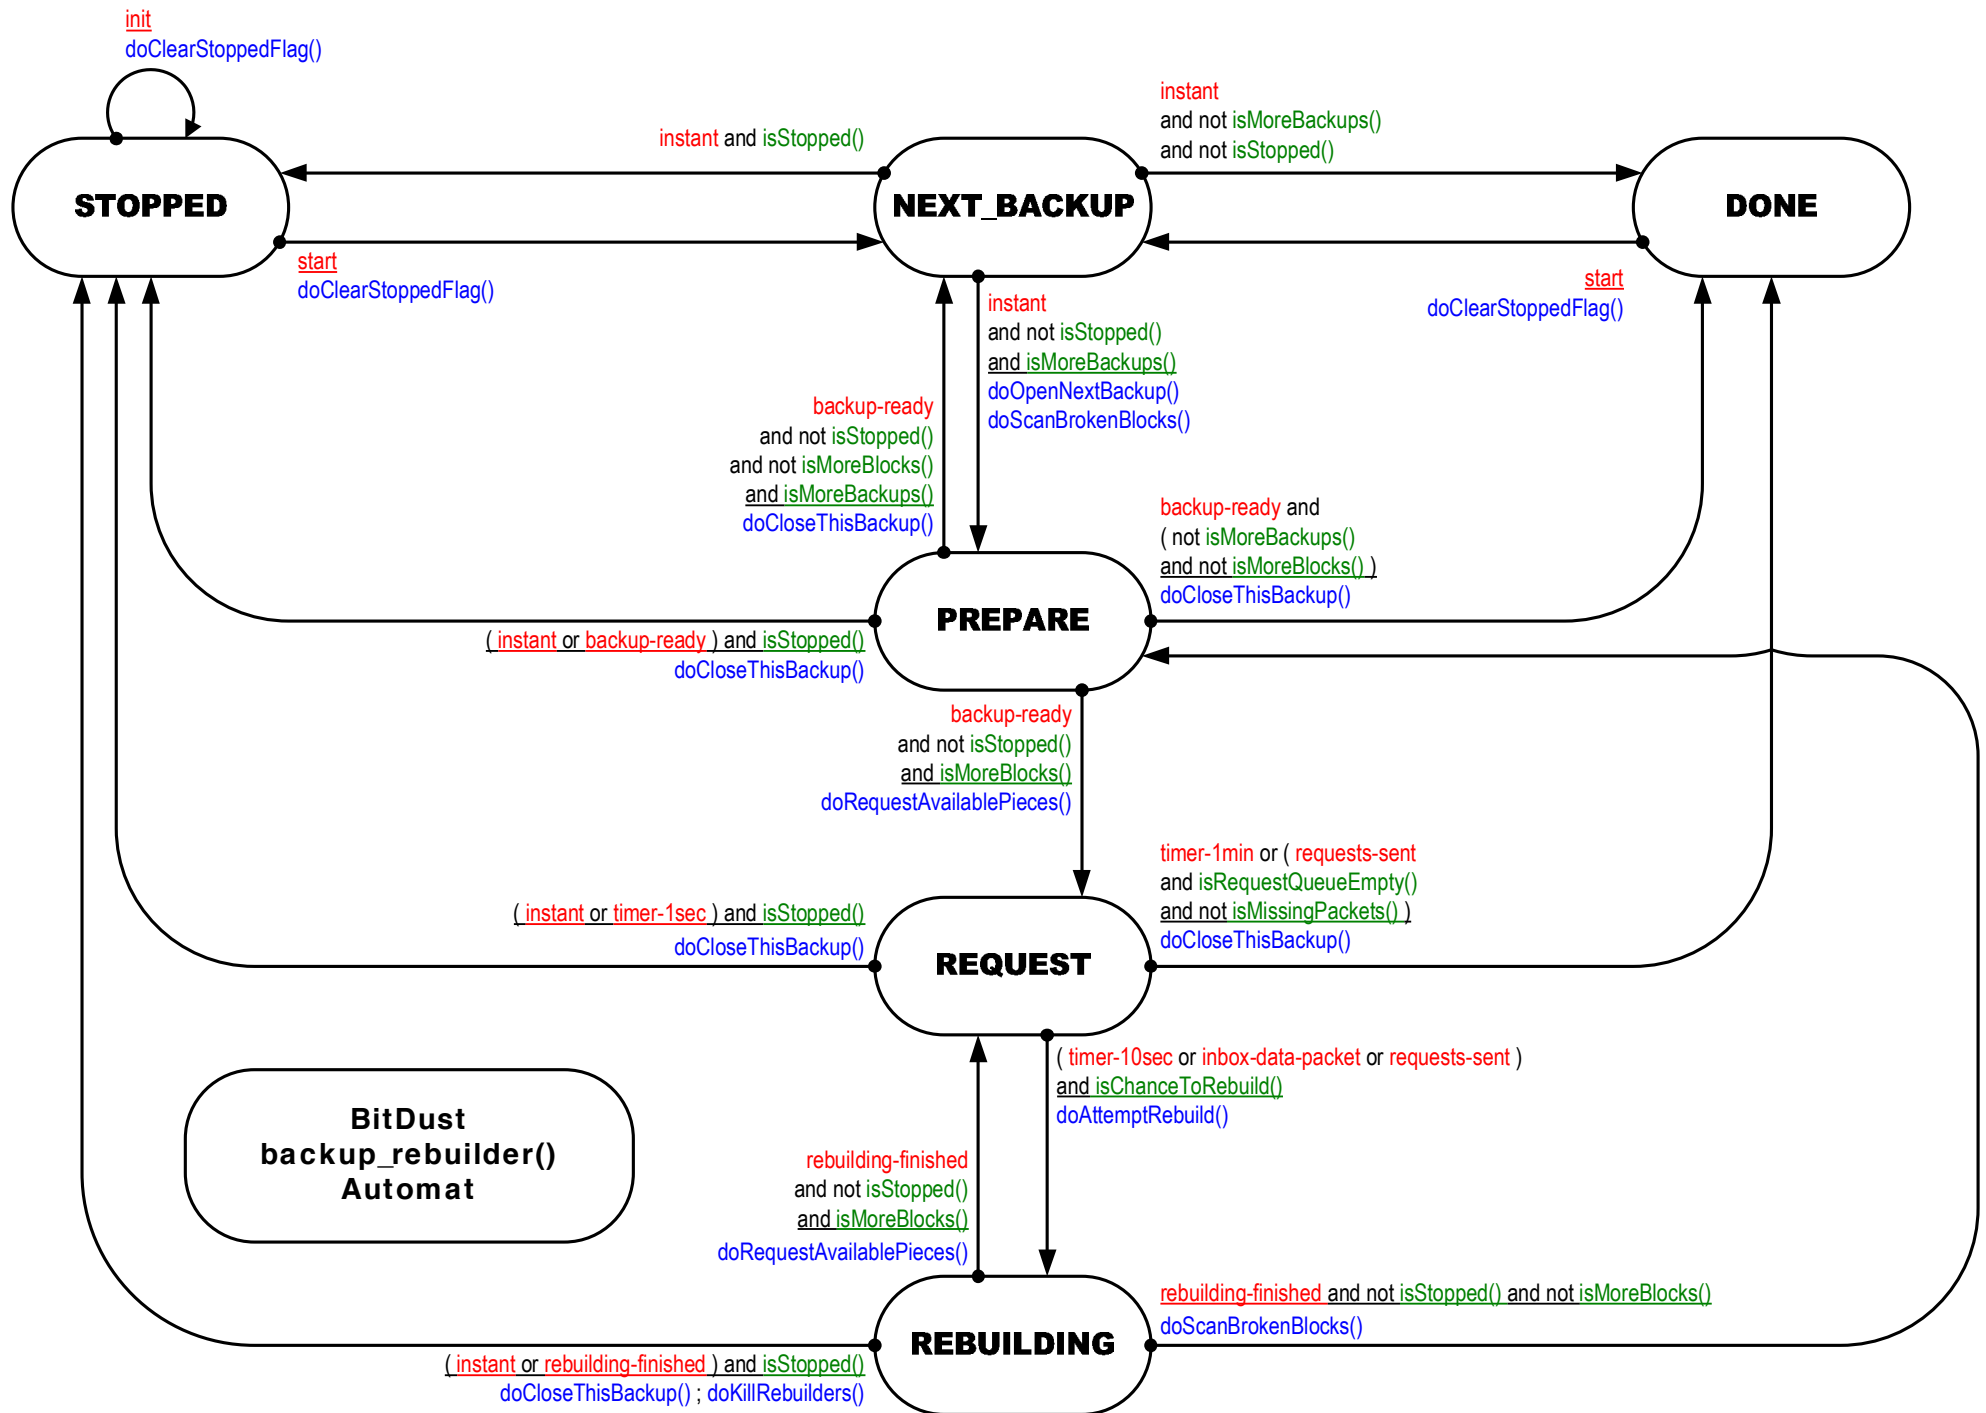 init
doClearStoppedFlag()
instant and isStopped()
instant
and not isMoreBackups()
and not isStopped()
STOPPED
NEXT_BACKUP
DONE
start
doClearStoppedFlag()
start
doClearStoppedFlag()
instant
and not isStopped()
and isMoreBackups()
doOpenNextBackup()
doScanBrokenBlocks()
backup-ready
and not isStopped()
and not isMoreBlocks()
and isMoreBackups()
doCloseThisBackup()
backup-ready and
( not isMoreBackups()
and not isMoreBlocks() )
doCloseThisBackup()
PREPARE
( instant or backup-ready ) and isStopped()
doCloseThisBackup()
backup-ready
and not isStopped()
and isMoreBlocks()
doRequestAvailablePieces()
timer-1min or ( requests-sent
and isRequestQueueEmpty()
and not isMissingPackets() )
doCloseThisBackup()
( instant or timer-1sec ) and isStopped()
doCloseThisBackup()
REQUEST
( timer-10sec or inbox-data-packet or requests-sent )
and isChanceToRebuild()
doAttemptRebuild()
BitDust
backup_rebuilder()
Automat
rebuilding-finished
and not isStopped()
and isMoreBlocks()
doRequestAvailablePieces()
rebuilding-finished and not isStopped() and not isMoreBlocks()
doScanBrokenBlocks()
REBUILDING
( instant or rebuilding-finished ) and isStopped()
doCloseThisBackup() ; doKillRebuilders()